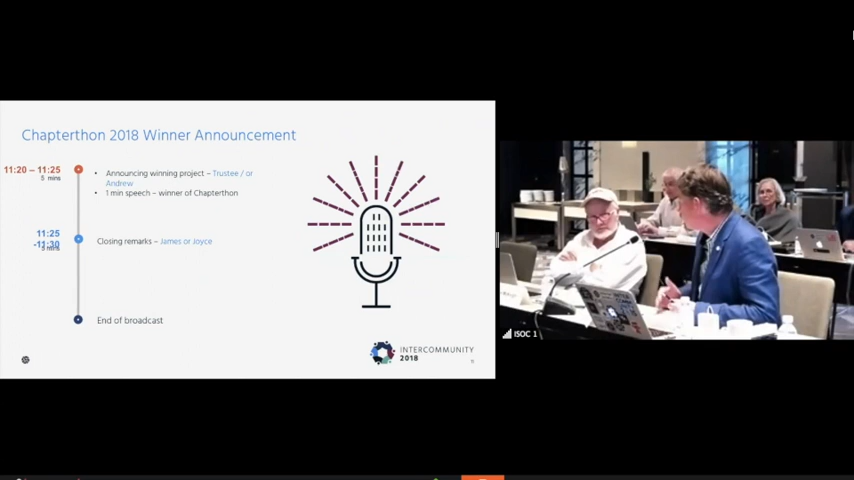 Chapterthon 2018 Winner Announcement
11:20 – 11:25
5 mins
• Announcing winning project – Trustee / or
Andrew
• 1 min speech – winner of Chapterthon
11:25
-11:30
5 mins
Closing remarks – James or Joyce
End of broadcast
INTERCOMMUNITY
2018
ISOC 1